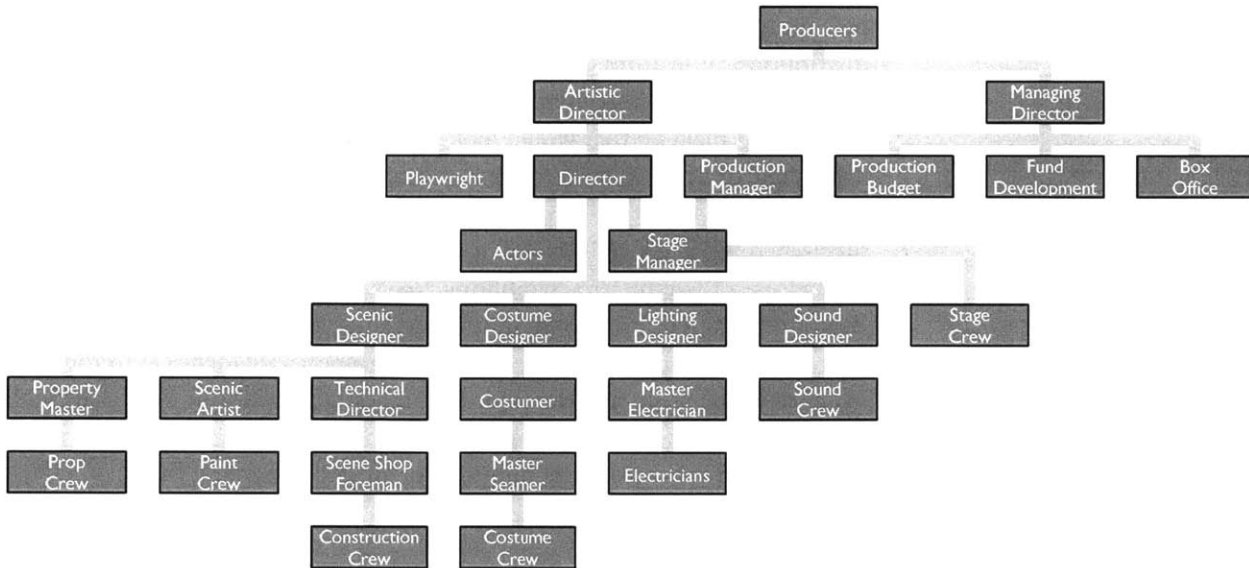 Producers
Artistic
Director
Managing
Director
Playwright
Director
Production
Manager
Production
Budget
Fund
Development
Box
Office
Actors
Stage
Manager
Scenic
Designer
Costume
Designer
Lighting
Designer
Sound
Designer
Stage
Crew
Property
Master
Scenic
Artist
Technical
Director
Costumer
Master
Electrician
Sound
Crew
Prop
Crew
Paint
Crew
Scene Shop
Foreman
Master
Seamer
Electricians
Construction
Crew
Costume
Crew